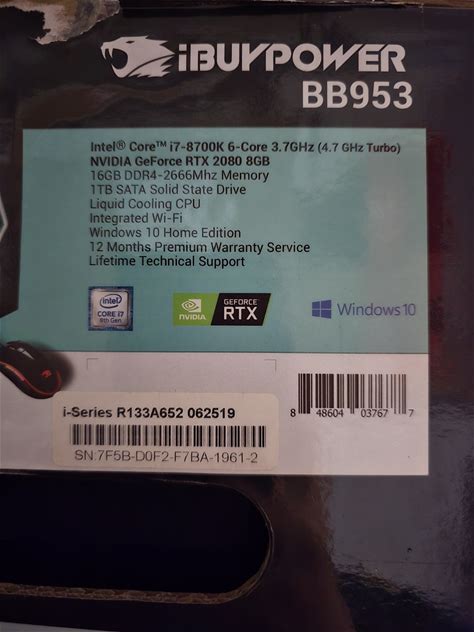 iBUYPOWER
BB953
Intel® Core™ i7-8700K 6-Core 3.7GHz (4.7 GHz Turbo)
NVIDIA GeForce RTX 2080 8GB
16GB DDR4-2666Mhz Memory
1TB SATA Solid State Drive
Liquid Cooling CPU
Integrated Wi-Fi
Windows 10 Home Edition
12 Months Premium Warranty Service
Lifetime Technical Support
intel CORE i7 8th Gen
NVIDIA GEFORCE RTX
Windows 10
8 48604 03767 7
i-Series R133A652 062519
SN:7F5B-D0F2-F7BA-1961-2